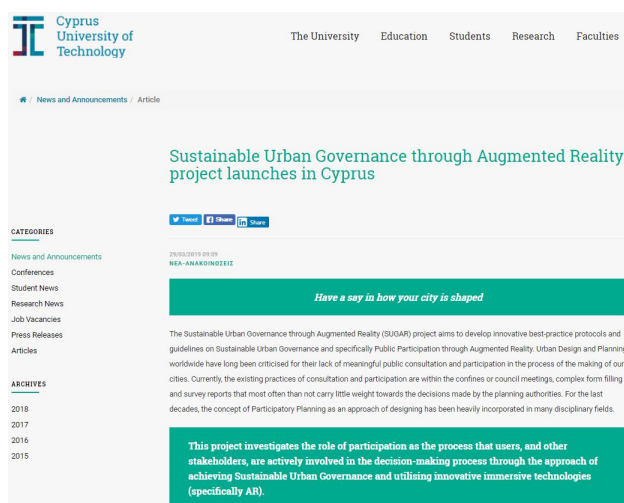 Cyprus
University of
Technology
The University Education Students Research Faculties
/ News and Announcements / Article
Sustainable Urban Governance through Augmented Reality
project launches in Cyprus
Tweet Share Share
CATEGORIES
29/03/2019 09:09
News and Announcements
ΝΕΑ-ΑΝΑΚΟΙΝΩΣΕΙΣ
Conferences
Student News
Research News
Job Vacancies
Press Releases
Articles
Have a say in how your city is shaped
The Sustainable Urban Governance through Augmented Reality (SUGAR) project aims to develop innovative best-practice protocols and
guidelines on Sustainable Urban Governance and specifically Public Participation through Augmented Reality. Urban Design and Planning
worldwide have long been criticised for their lack of meaningful public consultation and participation in the process of the making of our
cities. Currently, the existing practices of consultation and participation are within the confines or council meetings, complex form filling
and survey reports that most often than not carry little weight towards the decisions made by the planning authorities. For the last
decades, the concept of Participatory Planning as an approach of designing has been heavily incorporated in many disciplinary fields.
ARCHIVES
2018
2017
2016
2015
This project investigates the role of participation as the process that users, and other
stakeholders, are actively involved in the decision-making process through the approach of
achieving Sustainable Urban Governance and utilising innovative immersive technologies
(specifically AR).